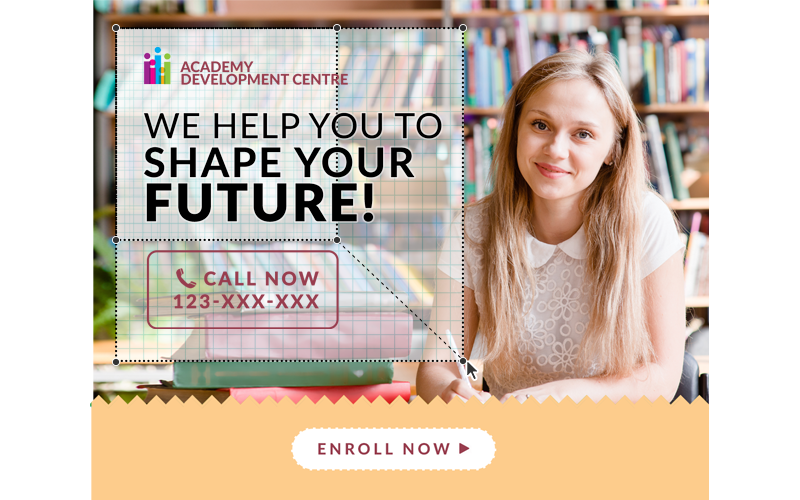 ACADEMY
DEVELOPMENT CENTRE
WE HELP YOU TO
SHAPE YOUR
FUTURE!
CALL NOW
123-XXX-XXX
ENROLL NOW